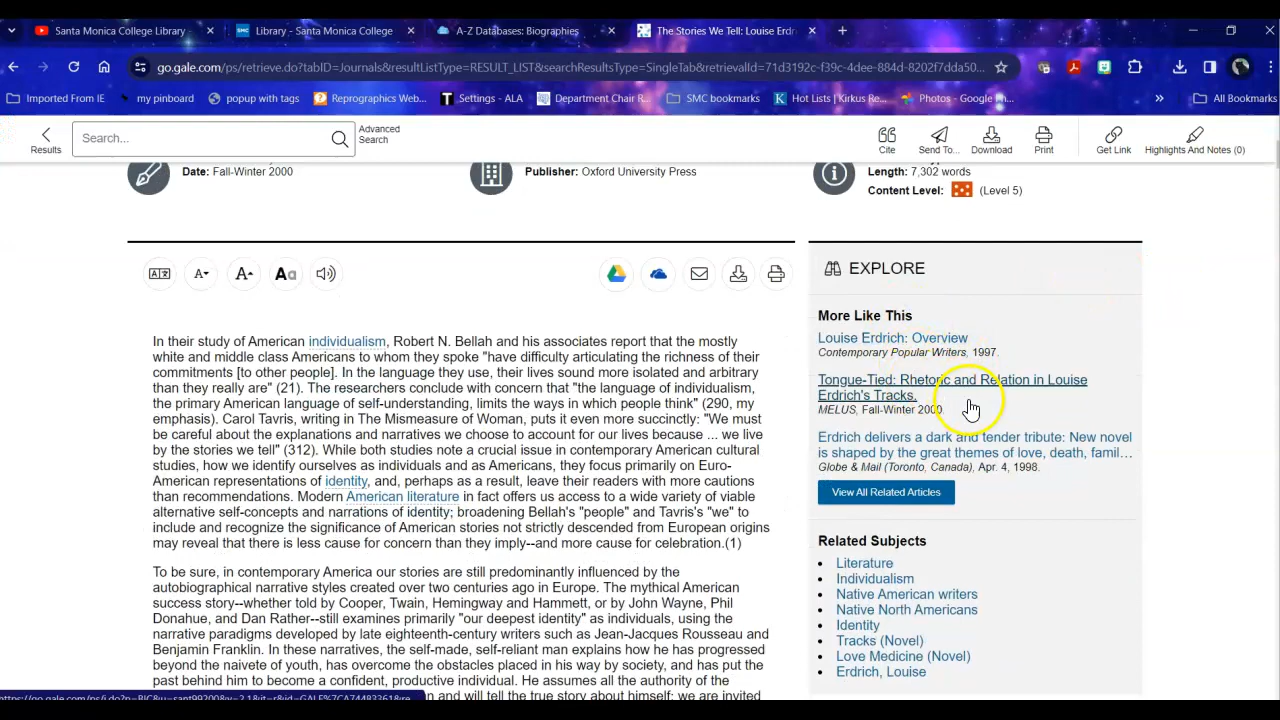 Santa Monica College Library -
Library - Santa Monica College
A-Z Databases: Biographies
The Stories We Tell: Louise Erdr
go.gale.com/ps/retrieve.do?tabID=Journals&resultListType=RESULT_LIST&searchResultsType=SingleTab&retrievalId=71d3192c-f39c-4dee-884d-8202f7dda50...
Imported From IE
my pinboard
popup with tags
Reprographics Web...
Settings - ALA
Department Chair R...
SMC bookmarks
Hot Lists | Kirkus Re...
Photos - Google Ph...
All Bookmarks
Results
Search...
Advanced
Search
Cite
Send To...
Download
Print
Get Link
Highlights And Notes (0)
Date: Fall-Winter 2000
Publisher: Oxford University Press
Length: 7,302 words
Content Level: (Level 5)
In their study of American individualism, Robert N. Bellah and his associates report that the mostly
white and middle class Americans to whom they spoke "have difficulty articulating the richness of their
commitments [to other people]. In the language they use, their lives sound more isolated and arbitrary
than they really are" (21). The researchers conclude with concern that "the language of individualism,
the primary American language of self-understanding, limits the ways in which people think" (290, my
emphasis). Carol Tavris, writing in The Mismeasure of Woman, puts it even more succinctly: "We must
be careful about the explanations and narratives we choose to account for our lives because ... we live
by the stories we tell" (312). While both studies note a crucial issue in contemporary American cultural
studies, how we identify ourselves as individuals and as Americans, they focus primarily on Euro-
American representations of identity, and, perhaps as a result, leave their readers with more cautions
than recommendations. Modern American literature in fact offers us access to a wide variety of viable
alternative self-concepts and narrations of identity; broadening Bellah's "people" and Tavris's "we" to
include and recognize the significance of American stories not strictly descended from European origins
may reveal that there is less cause for concern than they imply--and more cause for celebration.(1)
To be sure, in contemporary America our stories are still predominantly influenced by the
autobiographical narrative styles created over two centuries ago in Europe. The mythical American
success story--whether told by Cooper, Twain, Hemingway and Hammett, or by John Wayne, Phil
Donahue, and Dan Rather--still examines primarily "our deepest identity" as individuals, using the
narrative paradigms developed by late eighteenth-century writers such as Jean-Jacques Rousseau and
Benjamin Franklin. In these narratives, the self-made, self-reliant man explains how he has progressed
beyond the naivete of youth, has overcome the obstacles placed in his way by society, and has put the
past behind him to become a confident, productive individual. He assumes all the authority of the
and will tell the true story about himself; we are invited
EXPLORE
More Like This
Louise Erdrich: Overview
Contemporary Popular Writers, 1997.
Tongue-Tied: Rhetoric and Relation in Louise
Erdrich's Tracks.
MELUS, Fall-Winter 2000.
Erdrich delivers a dark and tender tribute: New novel
is shaped by the great themes of love, death, famil...
Globe & Mail (Toronto, Canada), Apr. 4, 1998.
View All Related Articles
Related Subjects
Literature
Individualism
Native American writers
Native North Americans
Identity
Tracks (Novel)
Love Medicine (Novel)
Erdrich, Louise